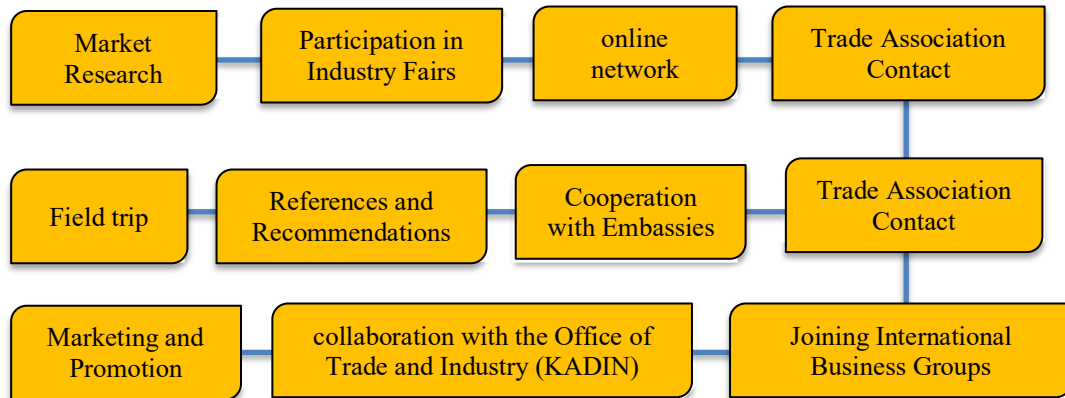 Market
Research
Participation in
Industry Fairs
online
network
Trade Association
Contact
Field trip
References and
Recommendations
Cooperation
with Embassies
Trade Association
Contact
Marketing and
Promotion
collaboration with the Office of
Trade and Industry (KADIN)
Joining International
Business Groups